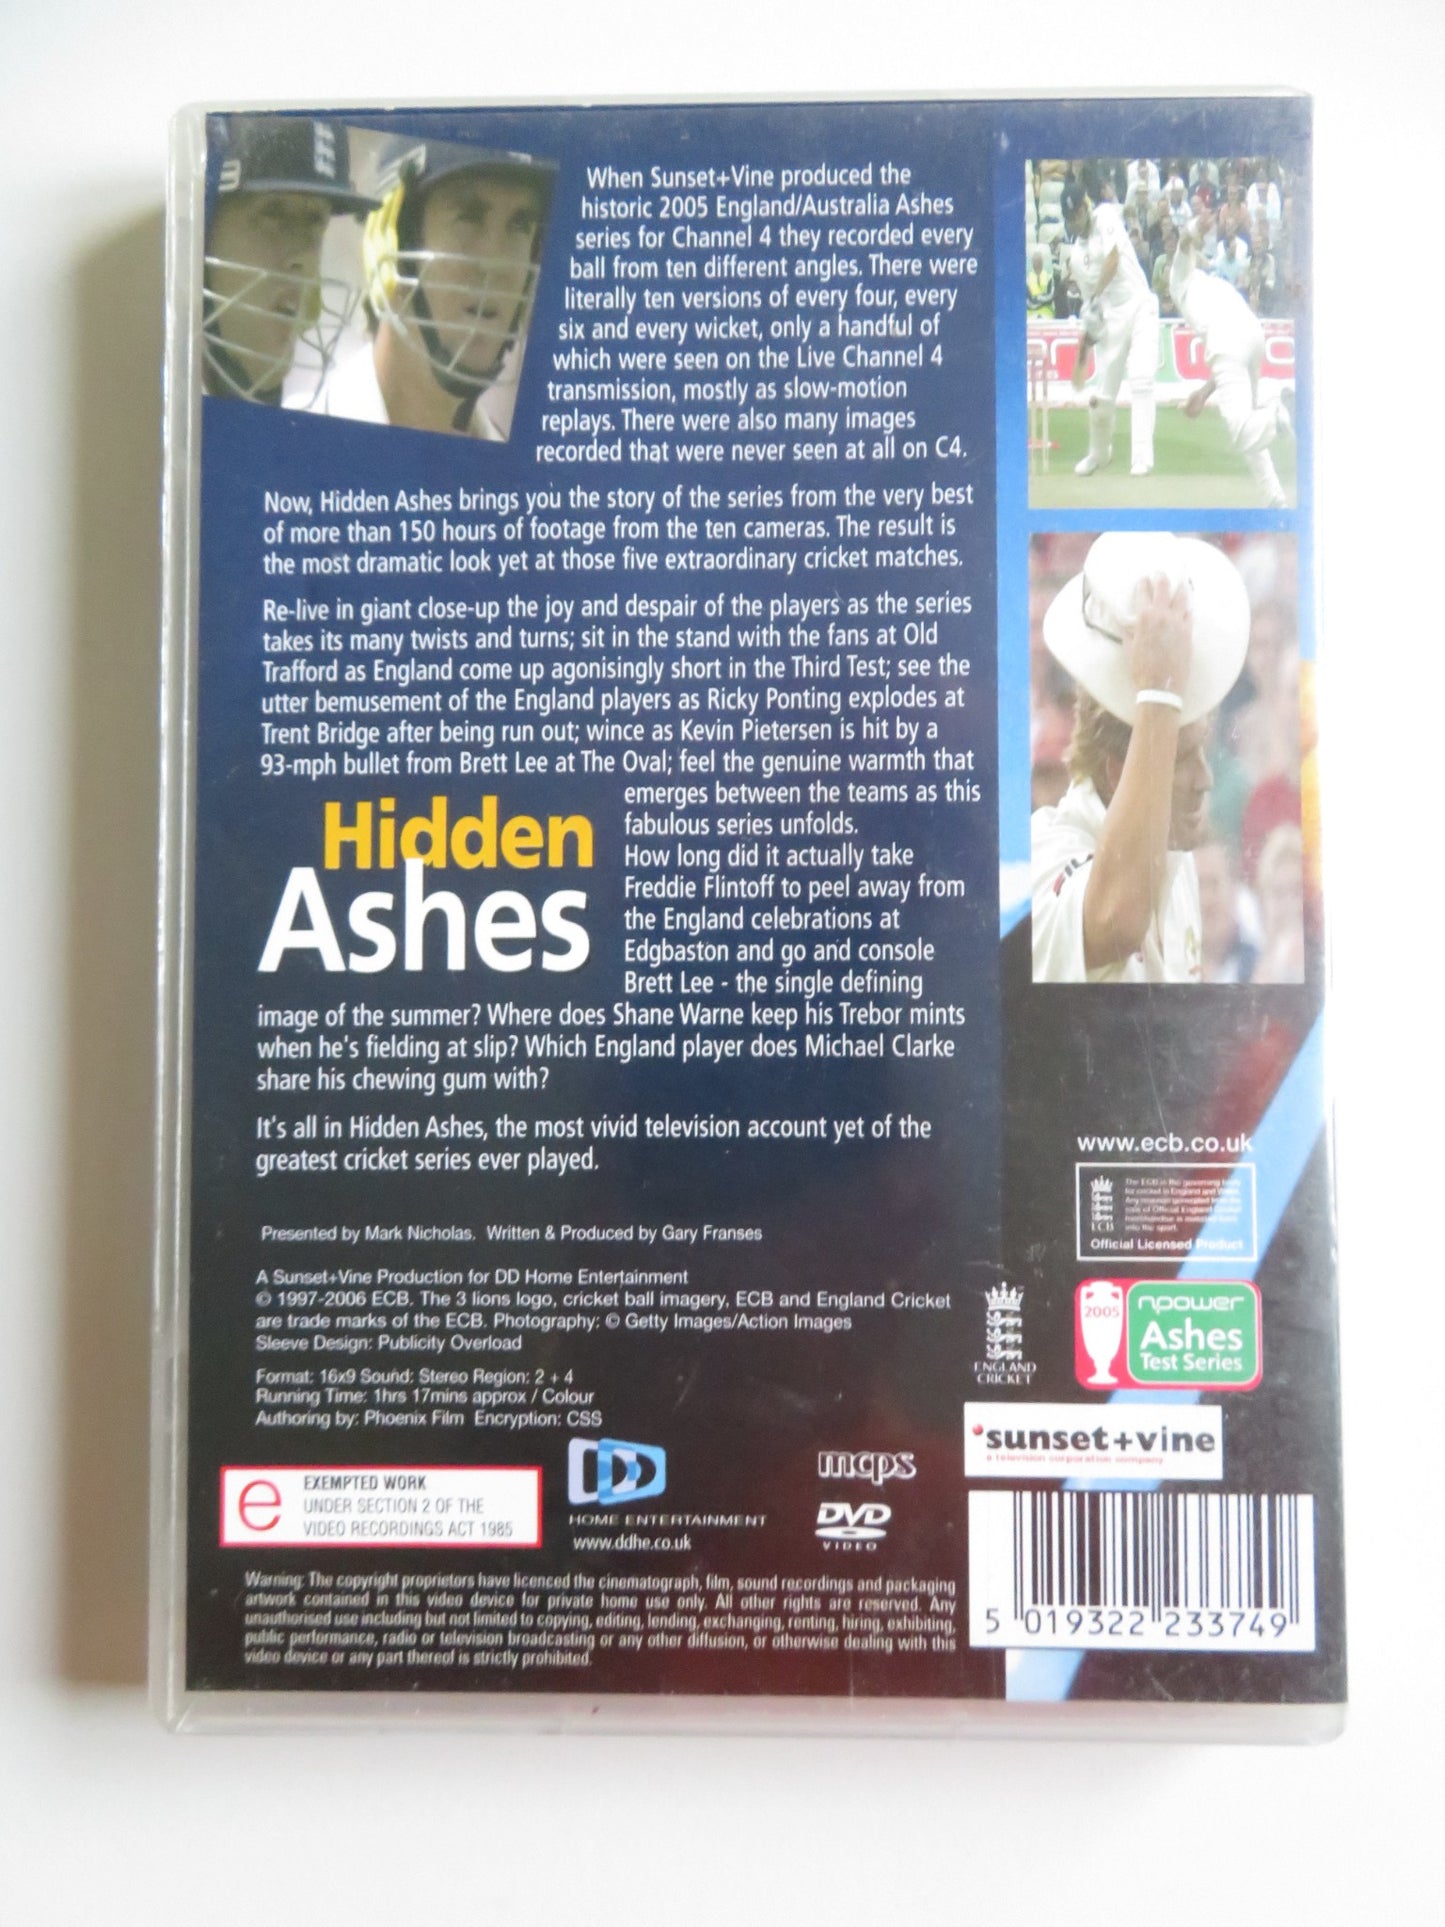 When Sunset+Vine produced the
historic 2005 England/Australia Ashes
series for Channel 4 they recorded every
ball from ten different angles. There were
literally ten versions of every four, every
six and every wicket, only a handful of
which were seen on the Live Channel 4
transmission, mostly as slow-motion
replays. There were also many images
recorded that were never seen at all on C4.
Now, Hidden Ashes brings you the story of the series from the very best
of more than 150 hours of footage from the ten cameras. The result is
the most dramatic look yet at those five extraordinary cricket matches.
Re-live in giant close-up the joy and despair of the players as the series
takes its many twists and turns; sit in the stand with the fans at Old
Trafford as England come up agonisingly short in the Third Test; see the
utter bemusement of the England players as Ricky Ponting explodes at
Trent Bridge after being run out; wince as Kevin Pietersen is hit by a
93-mph bullet from Brett Lee at The Oval; feel the genuine warmth that
emerges between the teams as this
fabulous series unfolds.
How long did it actually take
Freddie Flintoff to peel away from
the England celebrations at
Edgbaston and go and console
Brett Lee - the single defining
Hidden
Ashes
image of the summer? Where does Shane Warne keep his Trebor mints
when he's fielding at slip? Which England player does Michael Clarke
share his chewing gum with?
It's all in Hidden Ashes, the most vivid television account yet of the
greatest cricket series ever played.
Presented by Mark Nicholas. Written & Produced by Gary Franses
A Sunset+Vine Production for DD Home Entertainment
© 1997-2006 ECB. The 3 lions logo, cricket ball imagery, ECB and England Cricket
are trade marks of the ECB. Photography: © Getty Images/Action Images
Sleeve Design: Publicity Overload
Format: 16x9 Sound: Stereo Region: 2 + 4
Running Time: 1hrs 17mins approx / Colour
Authoring by: Phoenix Film Encryption: CSS
e
EXEMPTED WORK
UNDER SECTION 2 OF THE
VIDEO RECORDINGS ACT 1985
DD
HOME ENTERTAINMENT
www.ddhe.co.uk
mcps
DVD
VIDEO
Warning: The copyright proprietors have licenced the cinematograph, film, sound recordings and packaging
artwork contained in this video device for private home use only. All other rights are reserved. Any
unauthorised use including but not limited to copying, editing, lending, exchanging, renting, hiring, exhibiting,
public performance, radio or television broadcasting or any other diffusion, or otherwise dealing with this
video device or any part thereof is strictly prohibited.
www.ecb.co.uk
ECB
The ECB is the governing body
for cricket in England and Wales.
Official Licensed Product
ENGLAND
CRICKET
2005
npower
Ashes
Test Series
sunset+vine
a television corporation company
5 019322 233749